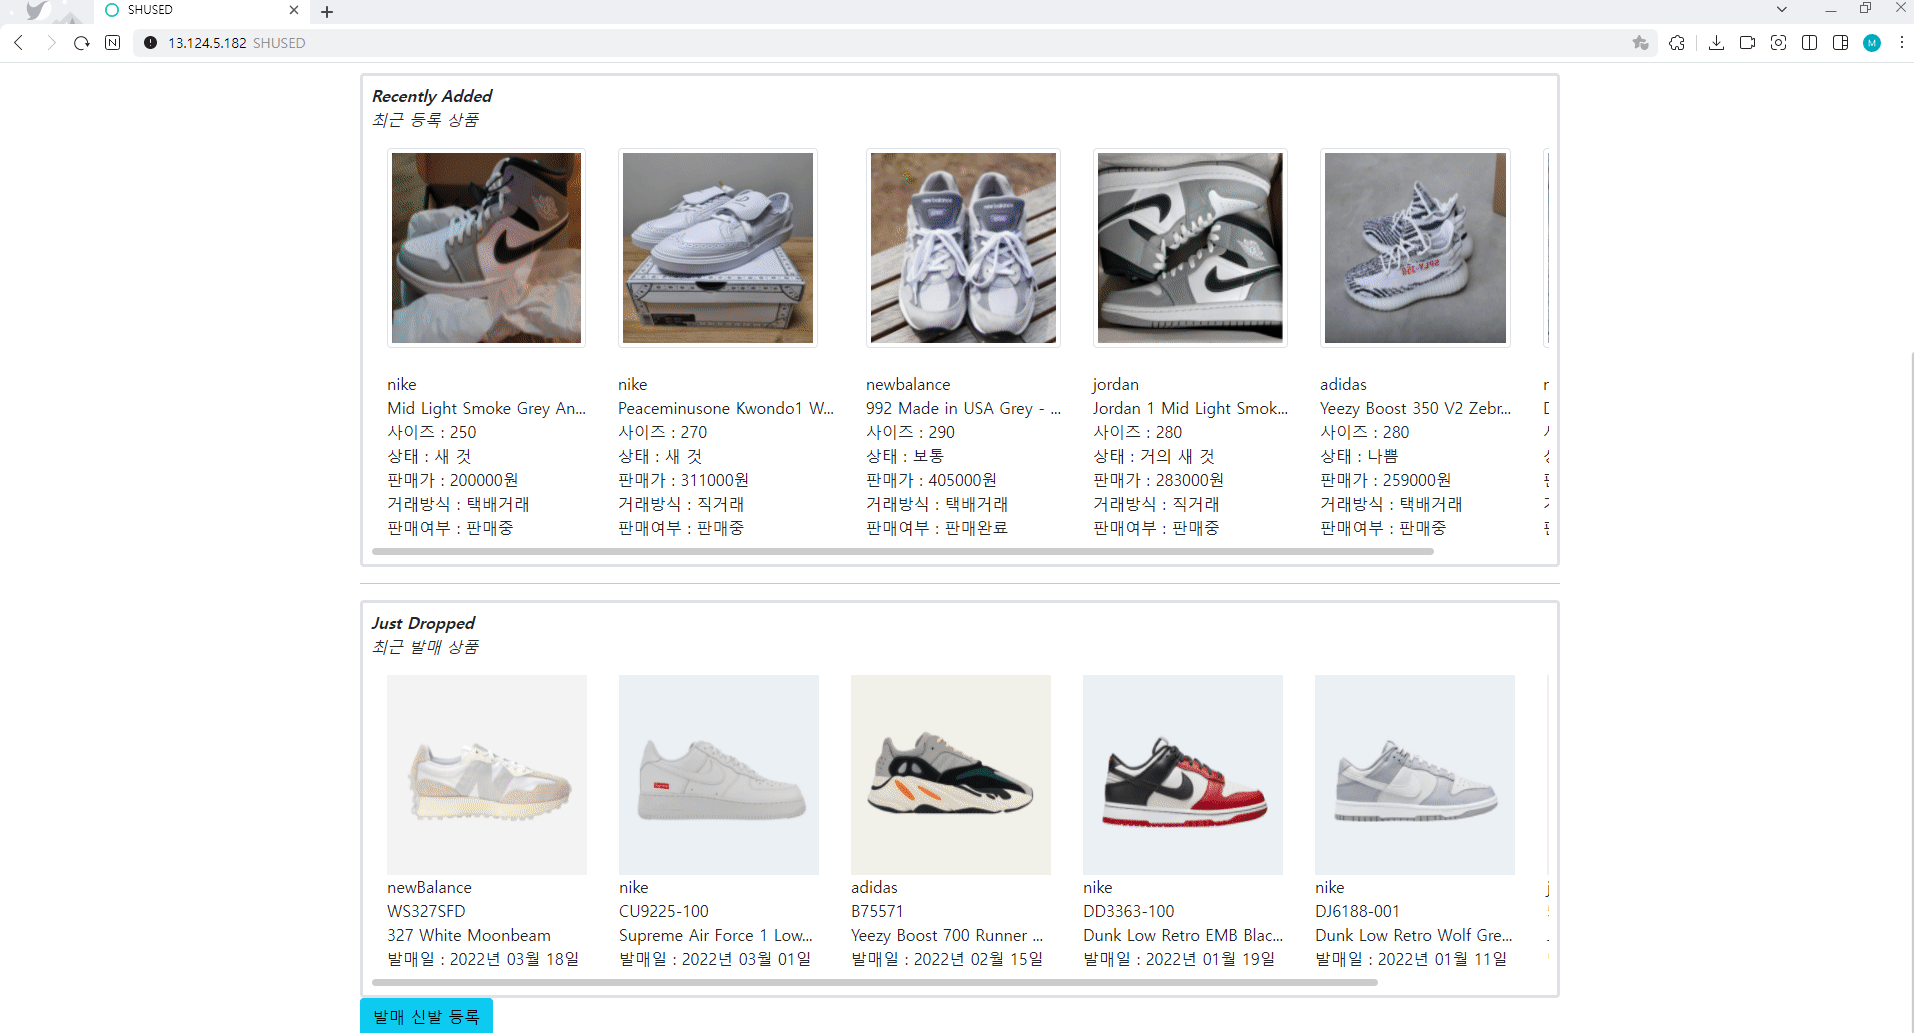 SHUSED
13.124.5.182 SHUSED
M
Recently Added
최근 등록 상품
nike
Mid Light Smoke Grey An...
사이즈 : 250
상태 : 새 것
판매가 : 200000원
거래방식 : 택배거래
판매여부 : 판매중
nike
Peaceminusone Kwondo1 W...
사이즈 : 270
상태 : 새 것
판매가 : 311000원
거래방식 : 직거래
판매여부 : 판매중
newbalance
992 Made in USA Grey - ...
사이즈 : 290
상태 : 보통
판매가 : 405000원
거래방식 : 택배거래
판매여부 : 판매완료
jordan
Jordan 1 Mid Light Smok...
사이즈 : 280
상태 : 거의 새 것
판매가 : 283000원
거래방식 : 직거래
판매여부 : 판매중
adidas
Yeezy Boost 350 V2 Zebr...
사이즈 : 280
상태 : 나쁨
판매가 : 259000원
거래방식 : 택배거래
판매여부 : 판매중
Just Dropped
최근 발매 상품
newBalance
WS327SFD
327 White Moonbeam
발매일 : 2022년 03월 18일
nike
CU9225-100
Supreme Air Force 1 Low...
발매일 : 2022년 03월 01일
adidas
B75571
Yeezy Boost 700 Runner ...
발매일 : 2022년 02월 15일
nike
DD3363-100
Dunk Low Retro EMB Blac...
발매일 : 2022년 01월 19일
nike
DJ6188-001
Dunk Low Retro Wolf Gre...
발매일 : 2022년 01월 11일
발매 신발 등록